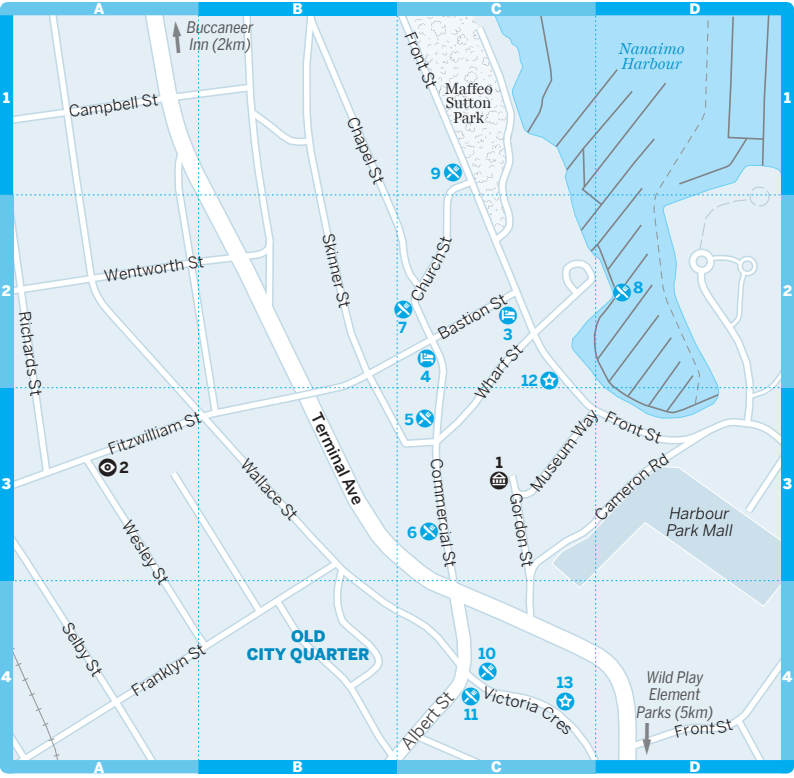 A
B
C
D
Buccaneer
Inn (2km)
Front St
Nanaimo
Harbour
1
1
Maffeo
Sutton
Park
Campbell St
Chapel St
9
Church St
Skinner St
Wentworth St
2
2
8
Bastion St
7
3
Richards St
4
Wharf St
12
5
Fitzwilliam St
Terminal Ave
Museum Way
Front St
2
1
3
3
Wallace St
Commercial St
Gordon St
Cameron Rd
Harbour
Park Mall
6
Wesley St
OLD
CITY QUARTER
Selby St
Franklyn St
4
4
10
13
Wild Play
Element
Parks (5km)
11
Victoria Cres
Albert St
Front St
A
B
C
D